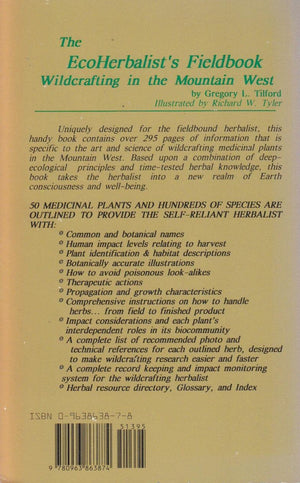 The
EcoHerbalist's Fieldbook
Wildcrafting in the Mountain West
by Gregory L. Tilford
Illustrated by Richard W. Tyler
Uniquely designed for the fieldbound herbalist, this
handy book contains over 295 pages of information that is
specific to the art and science of wildcrafting medicinal plants
in the Mountain West. Based upon a combination of deep-
ecological principles and time-tested herbal knowledge, this
book takes the herbalist into a new realm of Earth
consciousness and well-being.
50 MEDICINAL PLANTS AND HUNDREDS OF SPECIES ARE
OUTLINED TO PROVIDE THE SELF-RELIANT HERBALIST
WITH:
* Common and botanical names
* Human impact levels relating to harvest
* Plant identification & habitat descriptions
* Botanically accurate illustrations
* How to avoid poisonous look-alikes
* Therapeutic actions
* Propagation and growth characteristics
* Comprehensive instructions on how to handle
herbs... from field to finished product
* Impact considerations and each plant's
interdependent roles in its biocommunity
* A complete list of recommended photo and
technical references for each outlined herb, designed
to make wildcrafting research easier and faster
* A complete record keeping and impact monitoring
system for the wildcrafting herbalist
* Herbal resource directory, Glossary, and Index
ISBN 0-9638638-7-8
51395
9 780963 863874